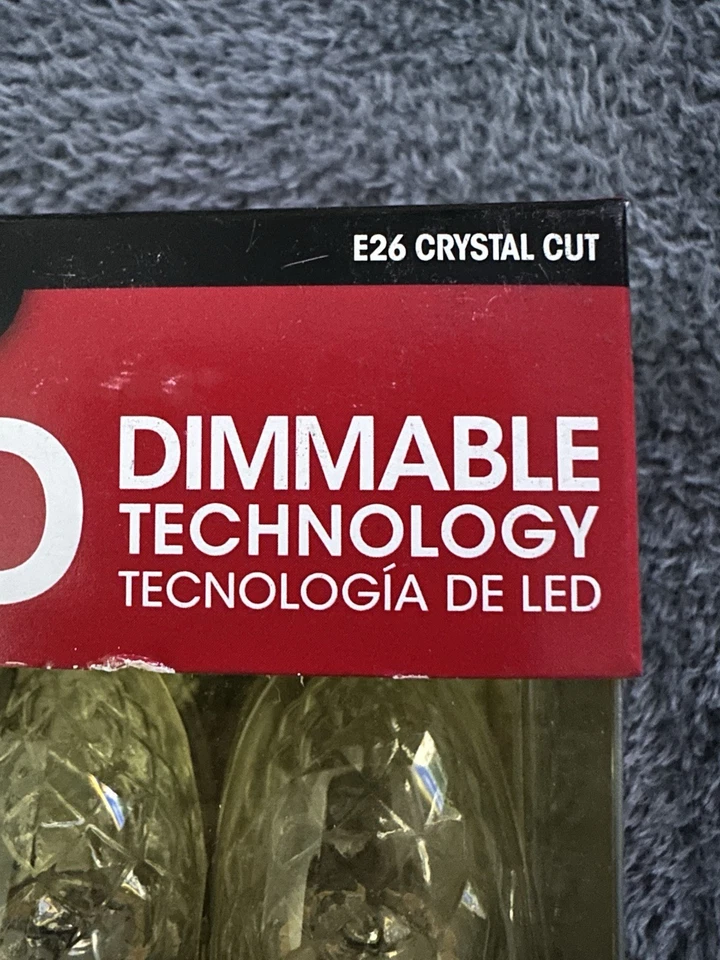 E26 CRYSTAL CUT
D
DIMMABLE
TECHNOLOGY
TECNOLOGÍA DE LED